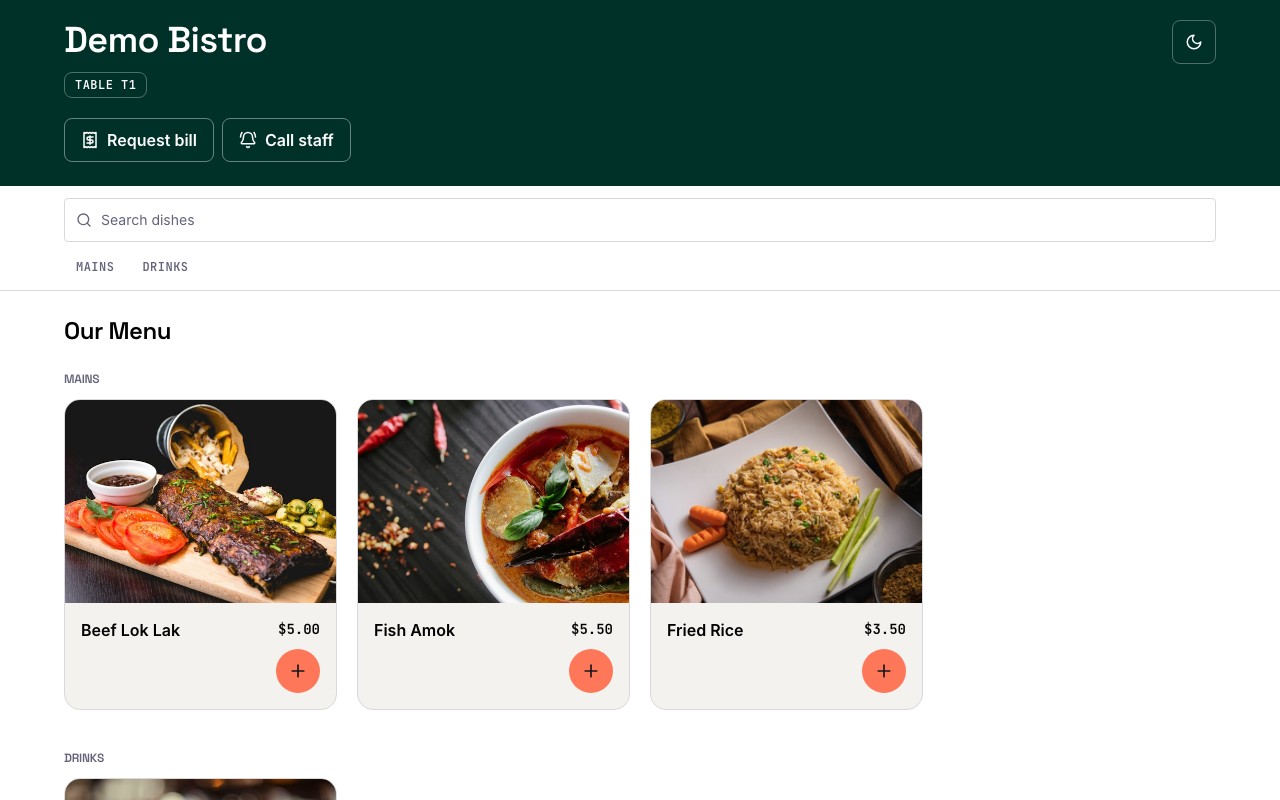 Demo Bistro
TABLE T1
Request bill
Call staff
Search dishes
MAINS
DRINKS
Our Menu
MAINS
Beef Lok Lak
$5.00
Fish Amok
$5.50
Fried Rice
$3.50
DRINKS